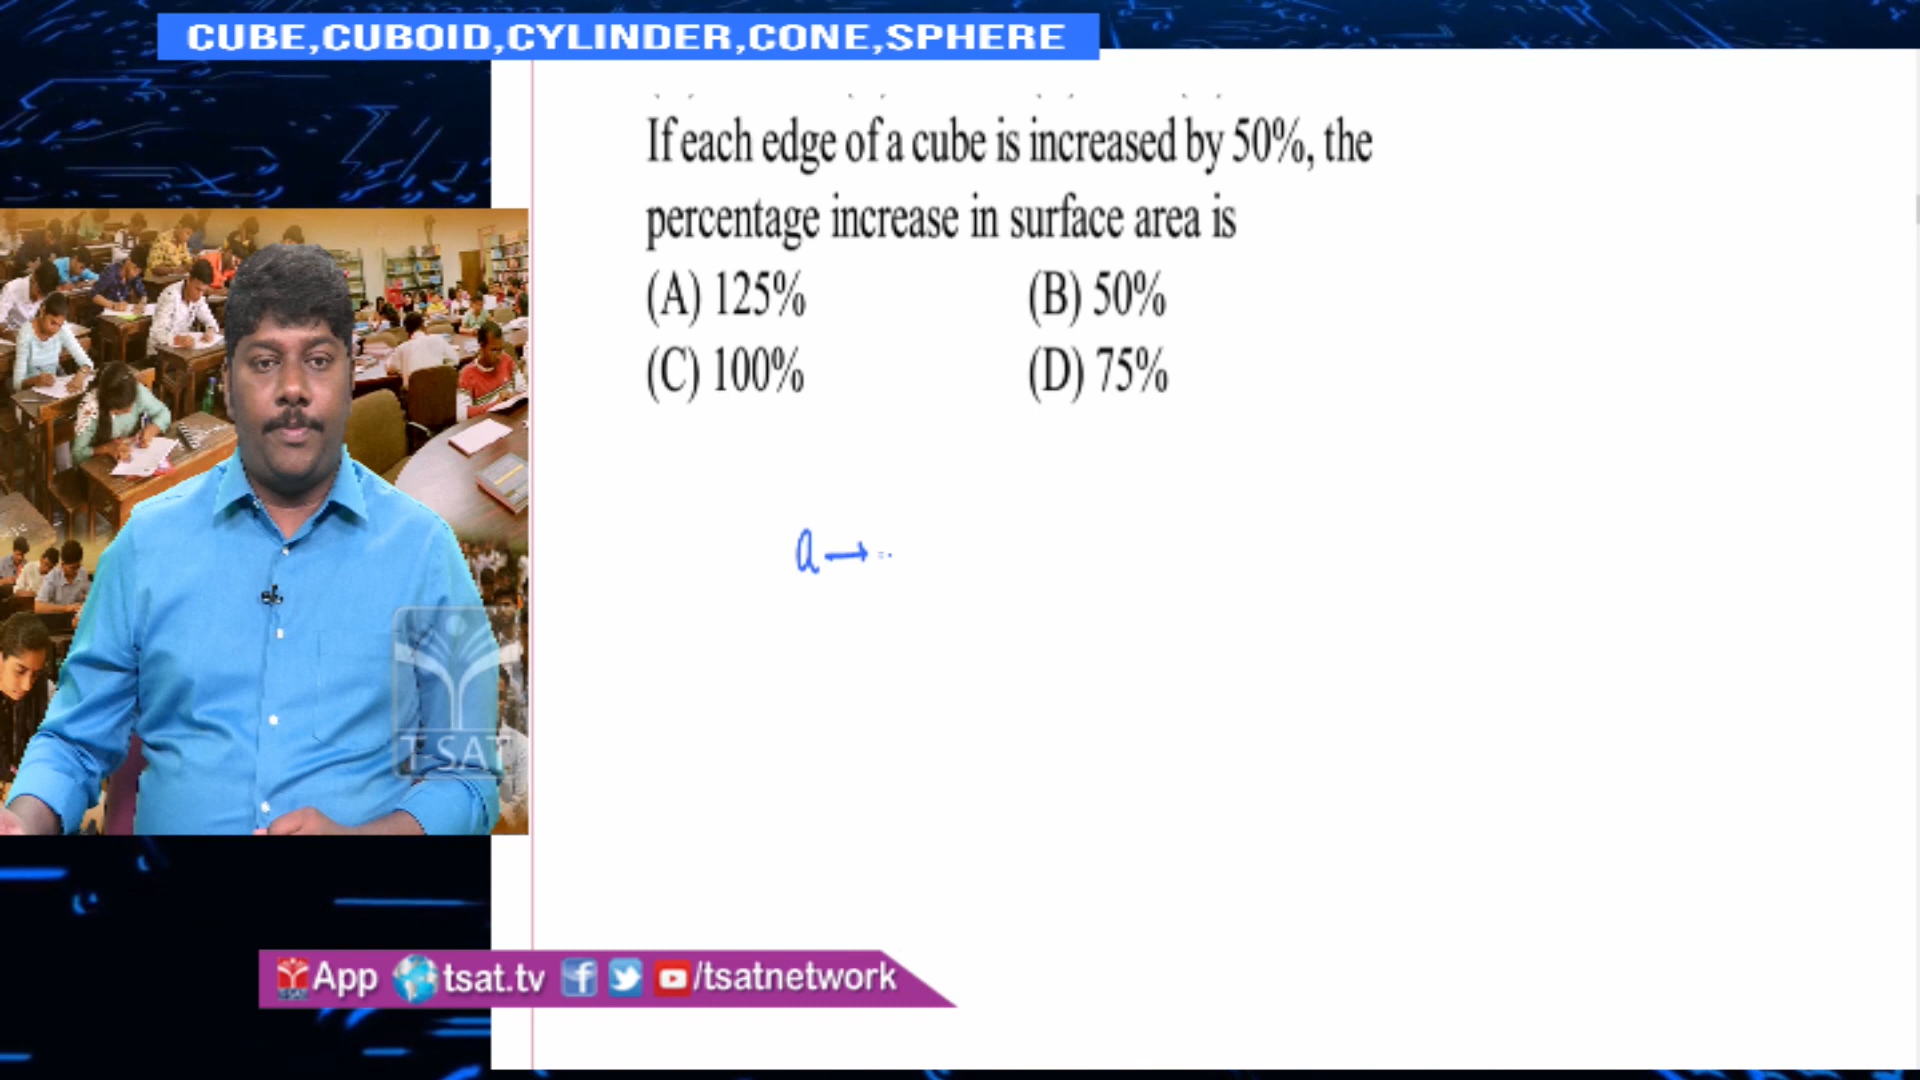 CUBE,CUBOID,CYLINDER,CONE,SPHERE
If each edge of a cube is increased by 50%, the
percentage increase in surface area is
(A) 125% (B) 50%
(C) 100% (D) 75%
a →
T-SAT
App tsat.tv /tsatnetwork